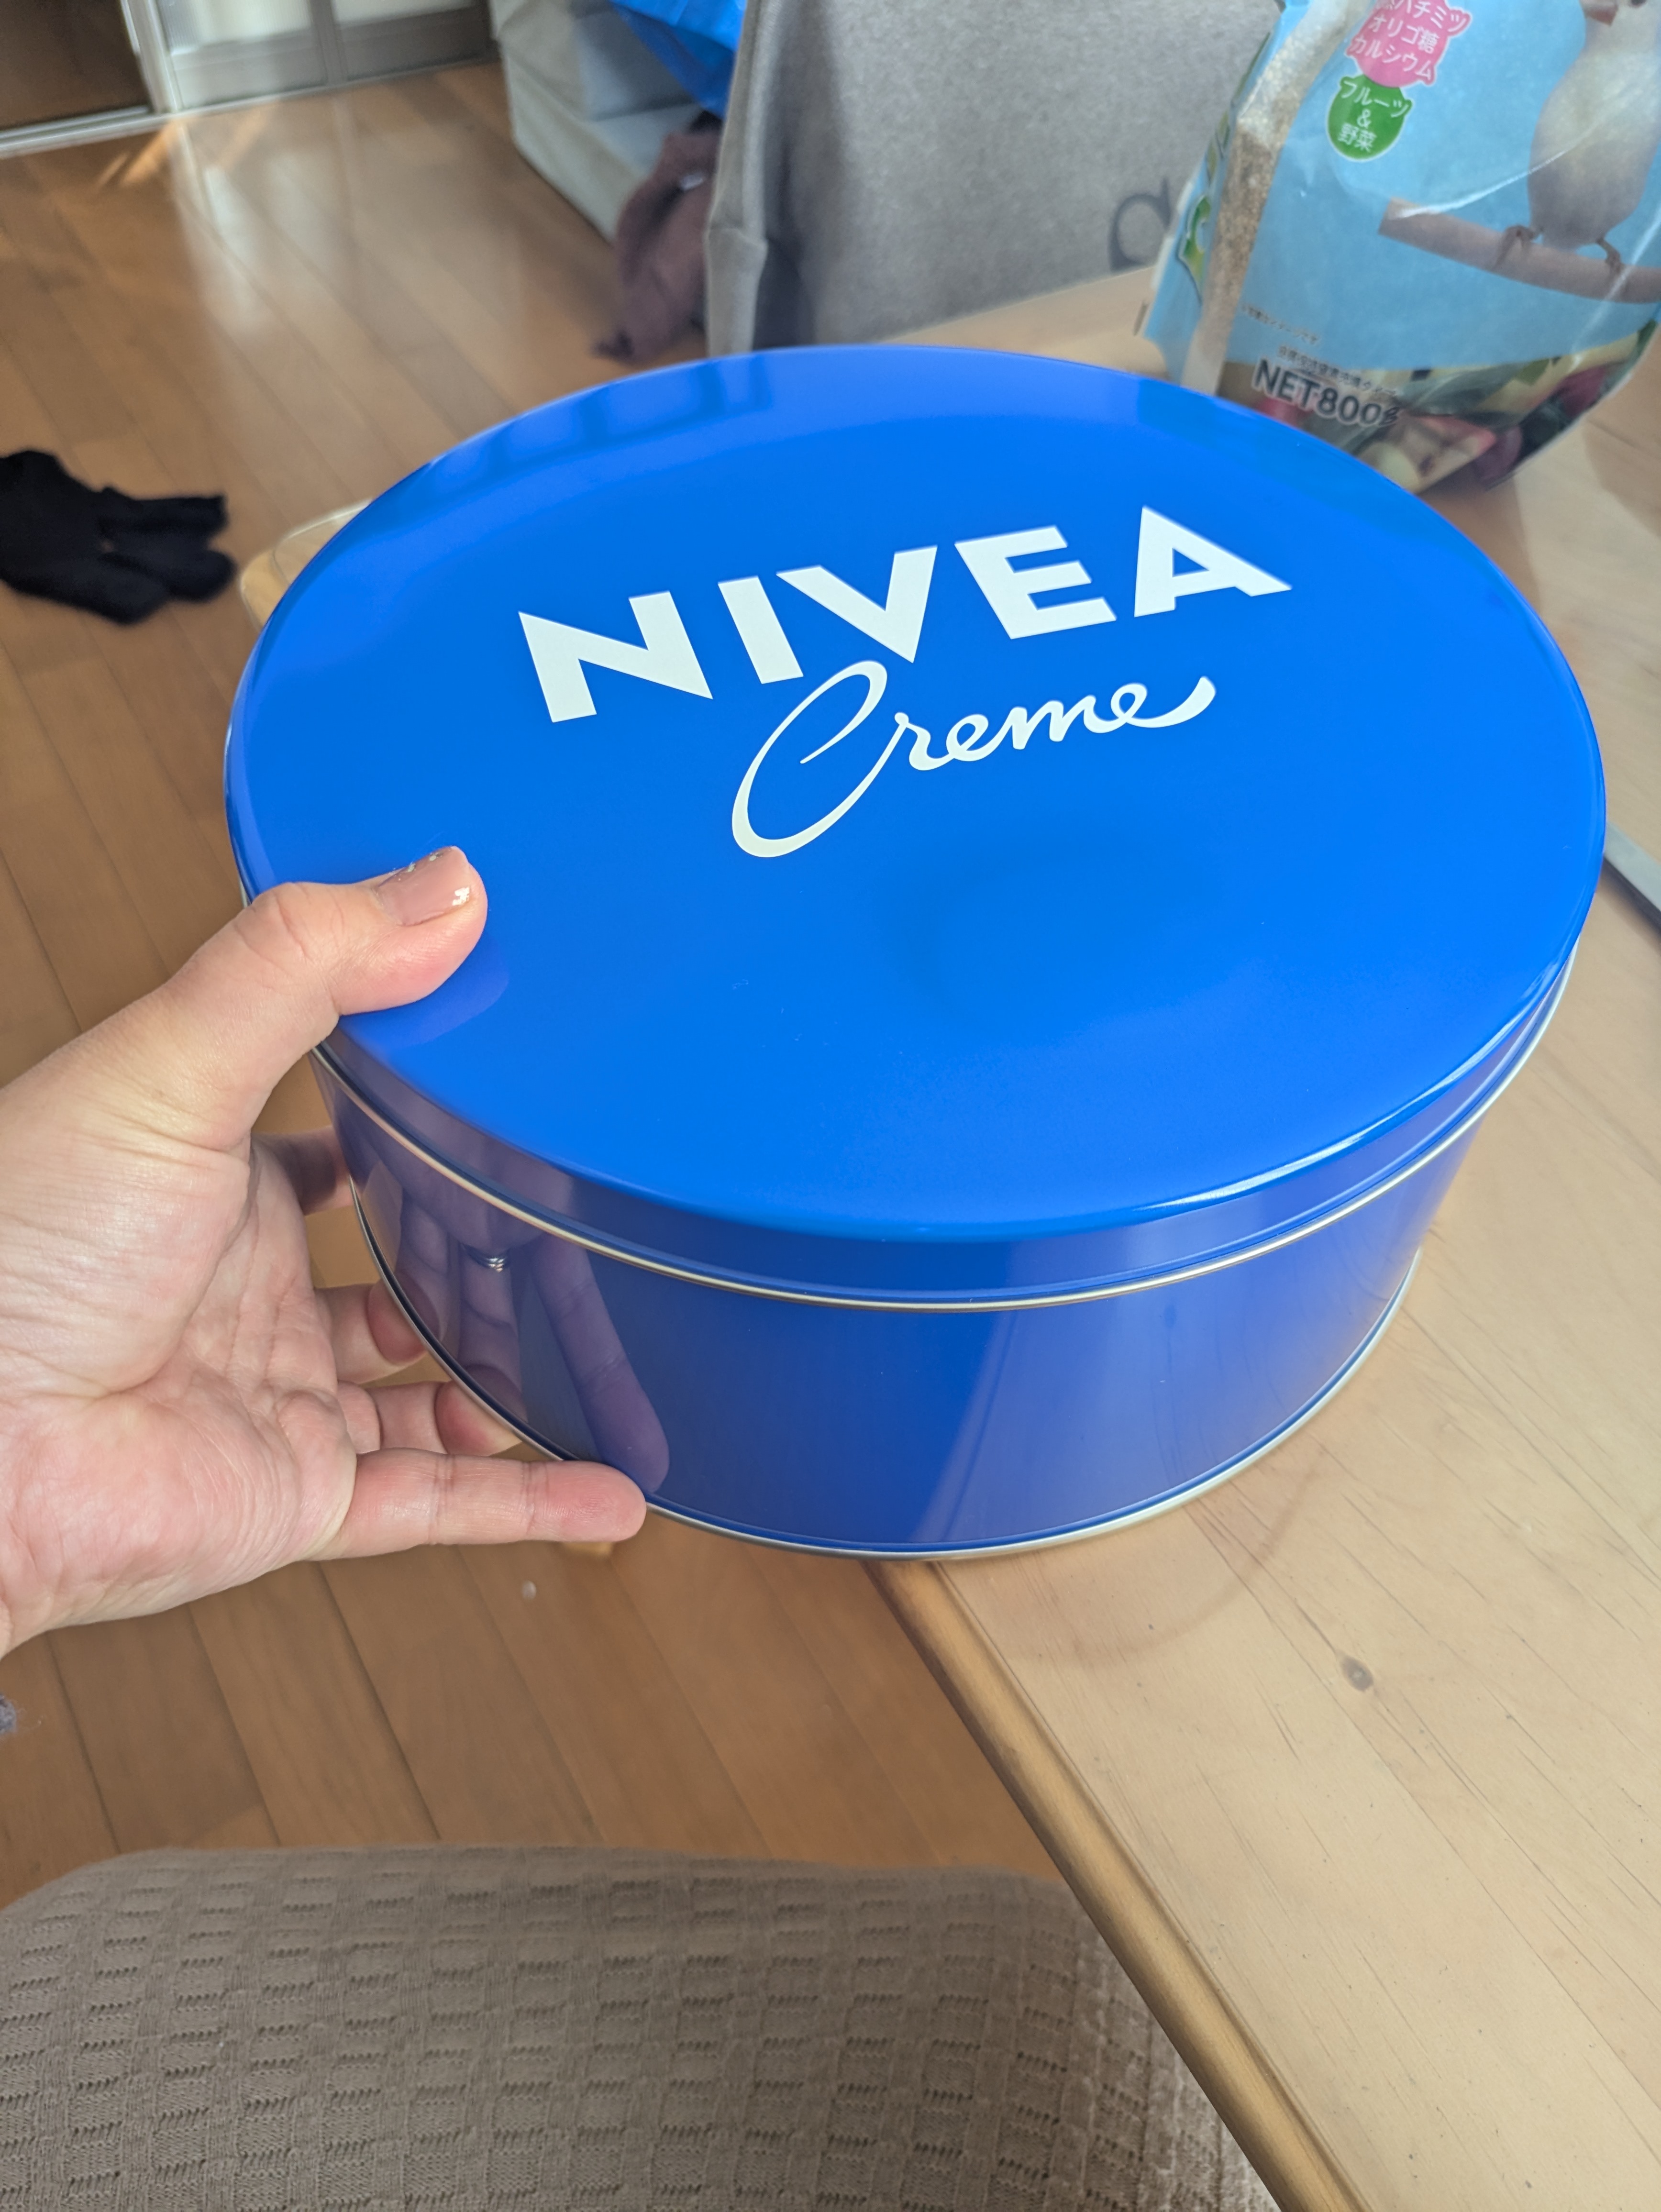 ハチミツ
オリゴ糖
カルシウム
フルーツ
&
野菜
NET800g
NIVEA
Creme